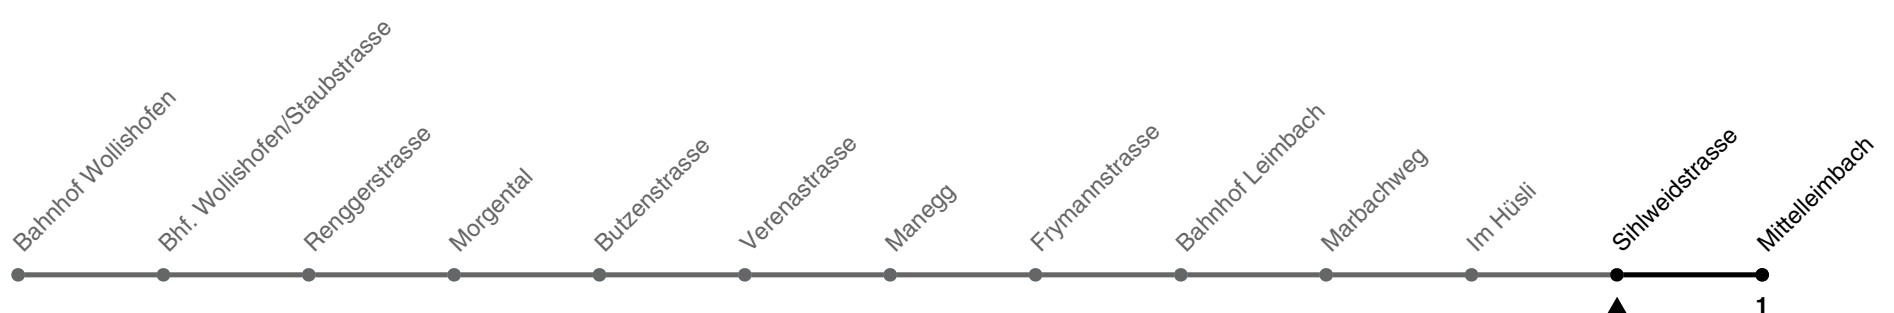 Bahnhof Wollishofen
Bhf. Wollishofen/Staubstrasse
Renggerstrasse
Morgental
Butzenstrasse
Verenastrasse
Manegg
Frymannstrasse
Bahnhof Leimbach
Marbachweg
Im Hüsli
Sihlweidstrasse
Mittelleimbach
1